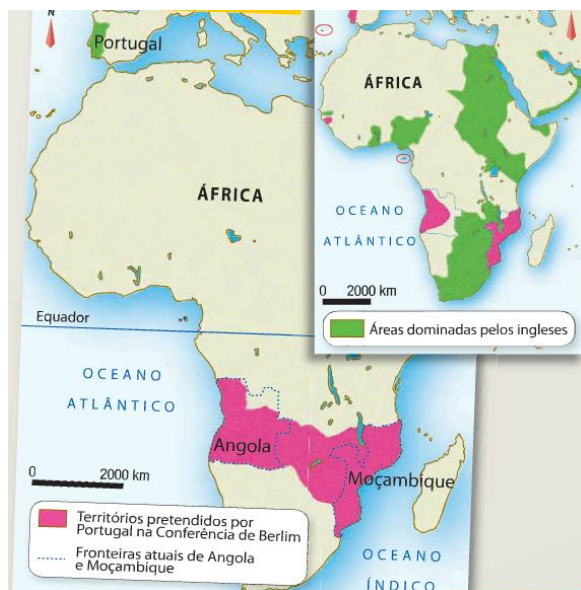 N
Portugal
ÁFRICA
Equador
OCEANO
ATLÂNTICO
Angola
Moçambique
0 2000 km
Territórios pretendidos por
Portugal na Conferência de Berlim
Fronteiras atuais de Angola
e Moçambique
OCEANO
ÍNDICO
ÁFRICA
OCEANO
ATLÂNTICO
0 2000 km
Áreas dominadas pelos ingleses